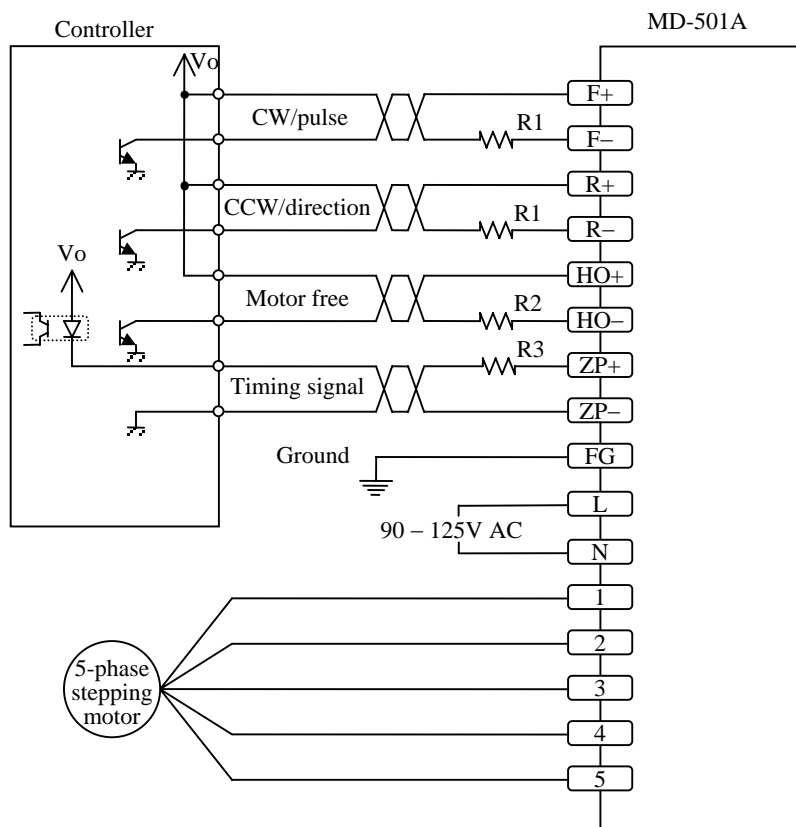 Controller
MD-501A
Vo
F+
CW/pulse
R1
F−
R+
CCW/direction
R1
R−
Vo
HO+
Motor free
R2
HO−
R3
ZP+
Timing signal
ZP−
Ground
FG
L
90 – 125V AC
N
1
2
5-phase
stepping
motor
3
4
5